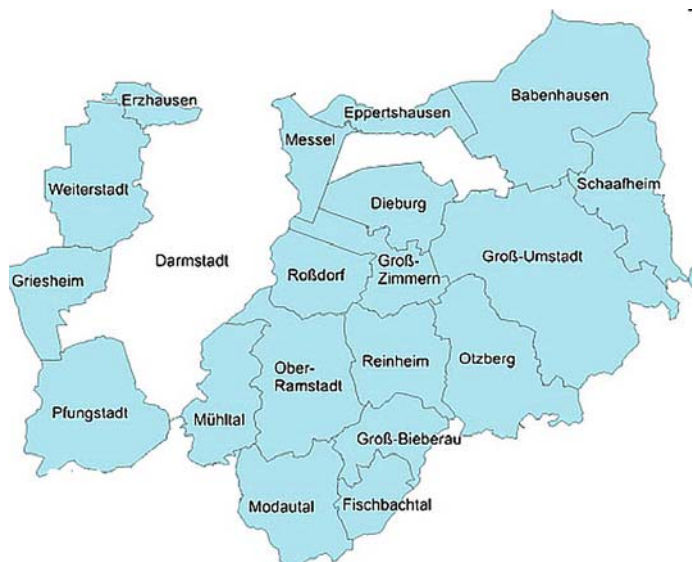 Erzhausen
Babenhausen
Eppertshausen
Messel
Weiterstadt
Schaafheim
Dieburg
Darmstadt
Groß-Umstadt
Groß-
Zimmern
Roßdorf
Griesheim
Reinheim
Otzberg
Ober-
Ramstadt
Pfungstadt
Mühltal
Groß-Bieberau
Modautal
Fischbachtal